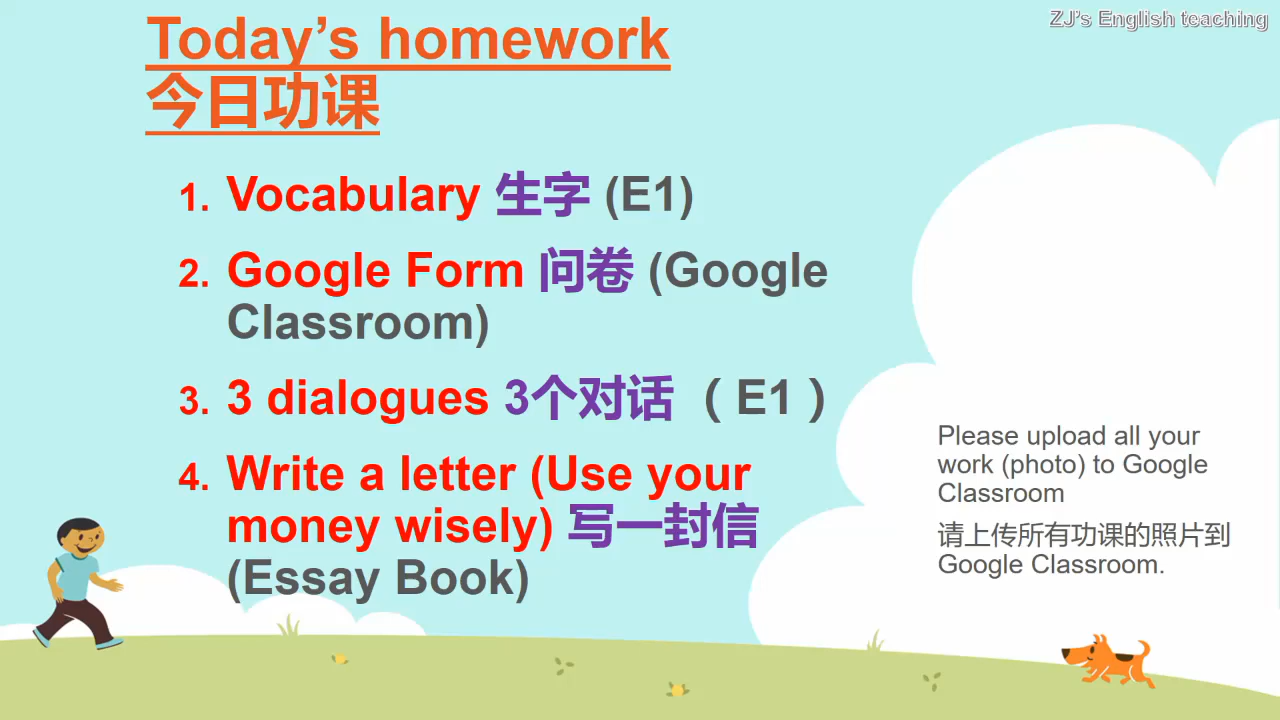 ZJ's English teaching
Today's homework
今日功课
1. Vocabulary 生字 (E1)
2. Google Form 问卷 (Google
Classroom)
3. 3 dialogues 3个对话 （ E1 ）
4. Write a letter (Use your
money wisely) 写一封信
(Essay Book)
Please upload all your
work (photo) to Google
Classroom
请上传所有功课的照片到
Google Classroom.